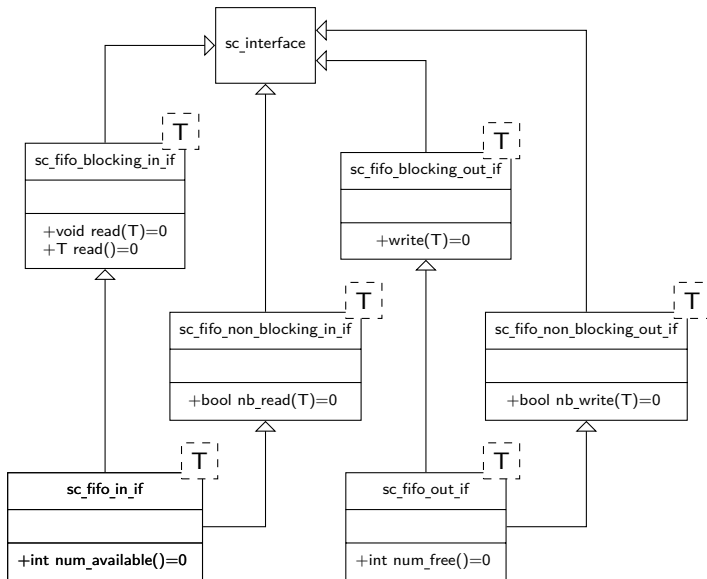 sc_interface
T
sc_fifo_blocking_in_if
+void read(T)=0
+T read()=0
T
sc_fifo_blocking_out_if
+write(T)=0
T
sc_fifo_non_blocking_in_if
+bool nb_read(T)=0
T
sc_fifo_non_blocking_out_if
+bool nb_write(T)=0
T
sc_fifo_in_if
+int num_available()=0
T
sc_fifo_out_if
+int num_free()=0